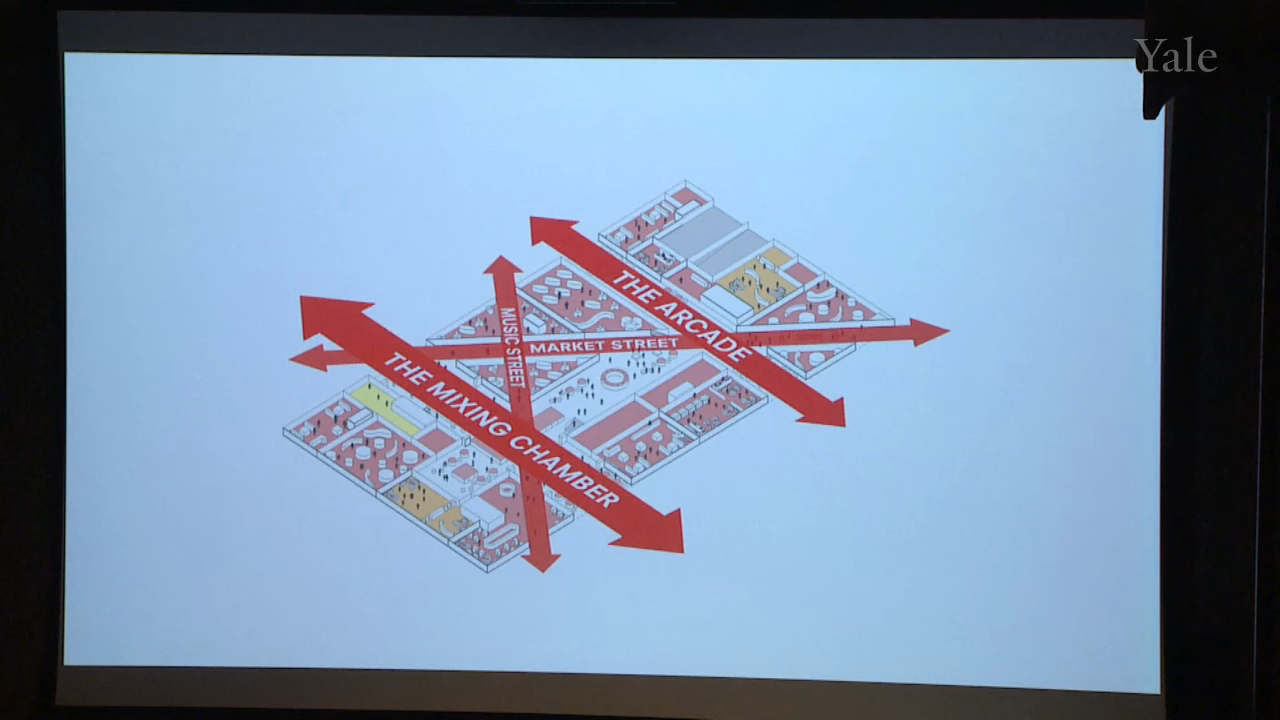 Yale
THE ARCADE
MUSIC STREET
MARKET STREET
THE MIXING CHAMBER